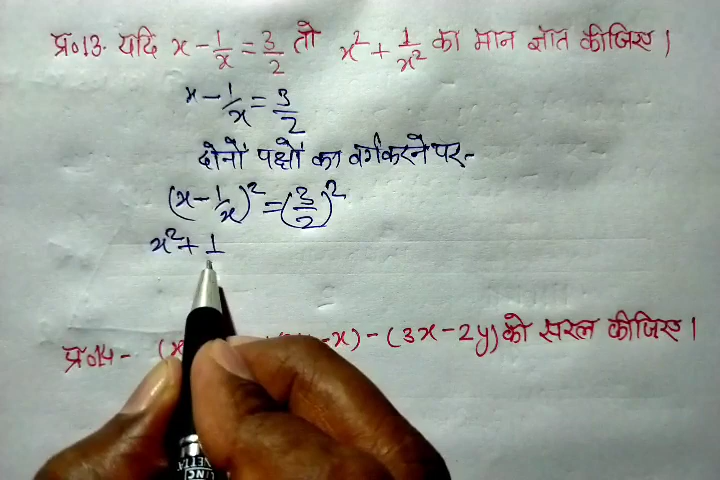 प्र०13. यदि x - 1/x = 3/2 तो x² + 1/x² का मान ज्ञात कीजिए।
x - 1/x = 3/2
दोनों पक्षों का वर्ग करने पर -
(x - 1/x)² = (3/2)²
x² + 1
प्र०14 - (x - x) - (3x - 2y) को सरल कीजिए।